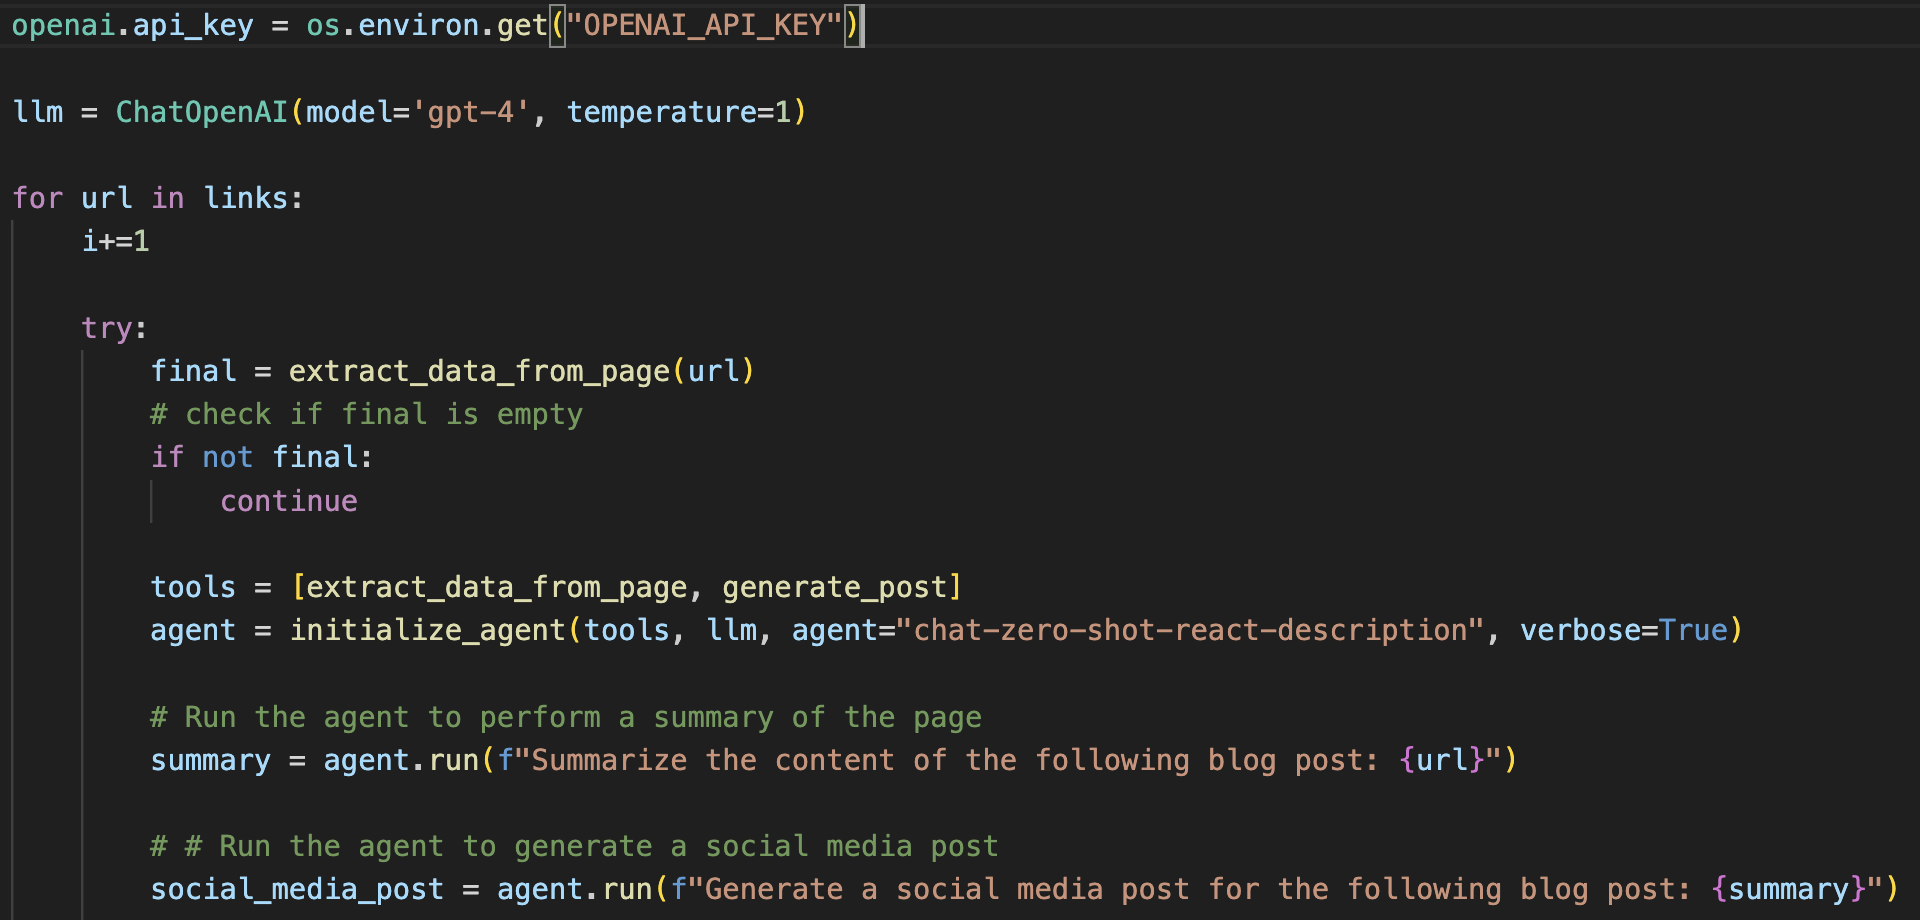 openai.api_key = os.environ.get("OPENAI_API_KEY")
llm = ChatOpenAI(model='gpt-4', temperature=1)
for url in links:
i+=1
try:
final = extract_data_from_page(url)
# check if final is empty
if not final:
continue
tools = [extract_data_from_page, generate_post]
agent = initialize_agent(tools, llm, agent="chat-zero-shot-react-description", verbose=True)
# Run the agent to perform a summary of the page
summary = agent.run(f"Summarize the content of the following blog post: {url}")
# # Run the agent to generate a social media post
social_media_post = agent.run(f"Generate a social media post for the following blog post: {summary}")